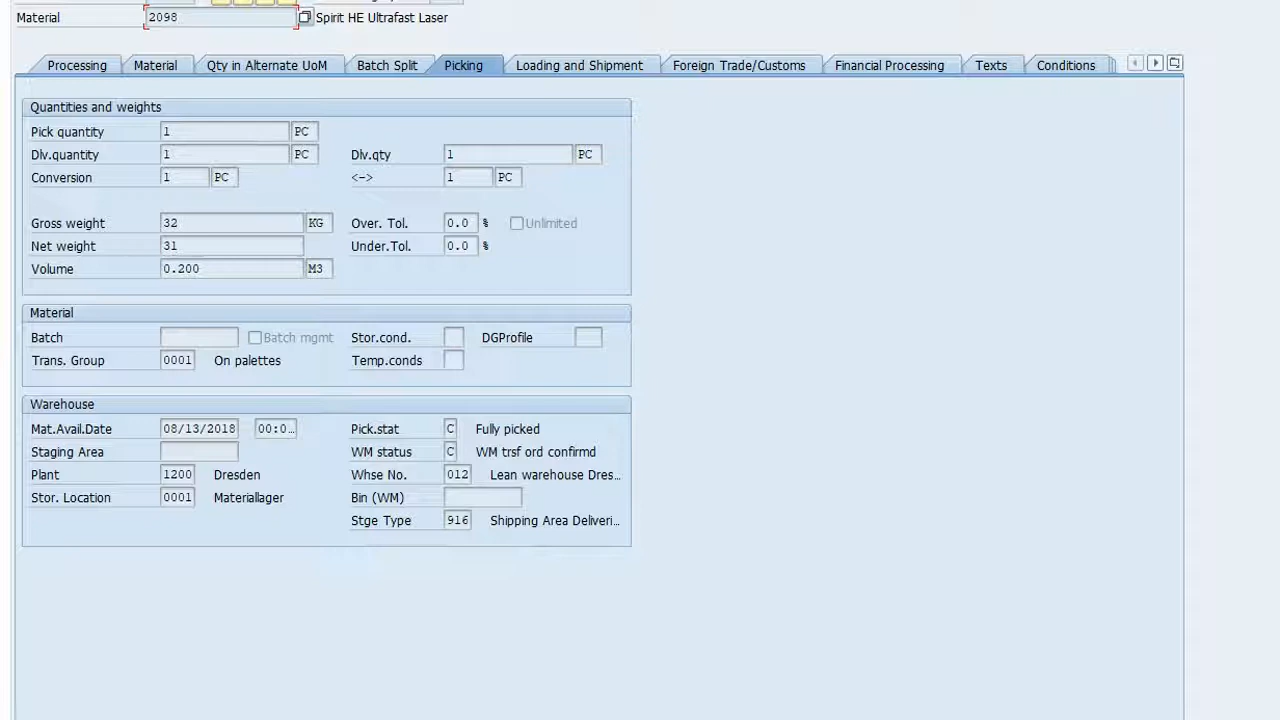 Material 2098 Spirit HE Ultrafast Laser
Processing Material Qty in Alternate UoM Batch Split Picking Loading and Shipment Foreign Trade/Customs Financial Processing Texts Conditions
Quantities and weights
Pick quantity 1 PC
Dlv.quantity 1 PC Dlv.qty 1 PC
Conversion 1 PC <-> 1 PC
Gross weight 32 KG Over. Tol. 0.0 % Unlimited
Net weight 31 Under.Tol. 0.0 %
Volume 0.200 M3
Material
Batch Batch mgmt Stor.cond. DGProfile
Trans. Group 0001 On palettes Temp.conds
Warehouse
Mat.Avail.Date 08/13/2018 00:0… Pick.stat C Fully picked
Staging Area WM status C WM trsf ord confirmd
Plant 1200 Dresden Whse No. 012 Lean warehouse Dres…
Stor. Location 0001 Materiallager Bin (WM)
Stge Type 916 Shipping Area Deliveri…